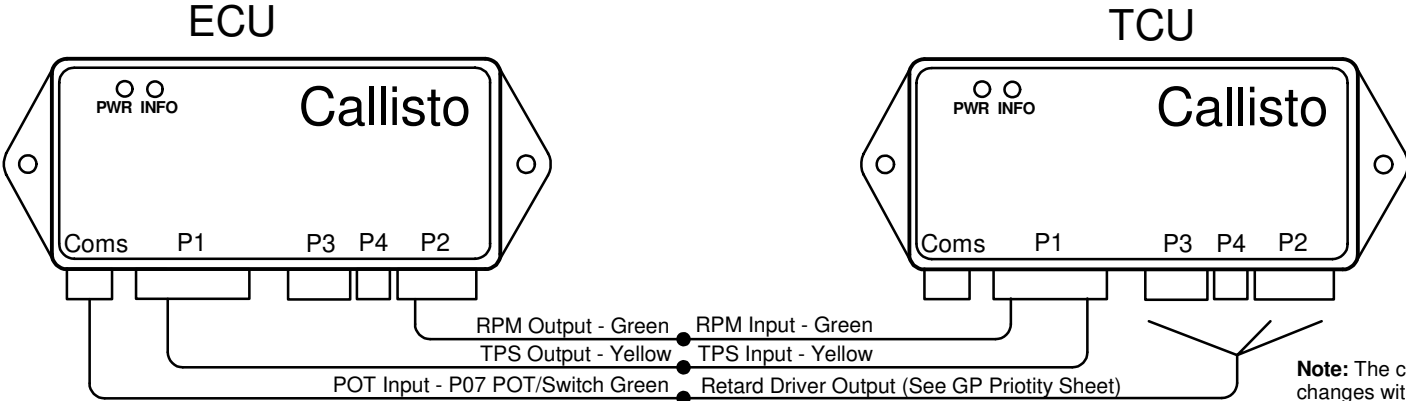 ECU
TCU
PWR INFO
Callisto
Coms P1 P3 P4 P2
PWR INFO
Callisto
Coms P1 P3 P4 P2
RPM Output - Green RPM Input - Green
TPS Output - Yellow TPS Input - Yellow
POT Input - P07 POT/Switch Green Retard Driver Output (See GP Priotity Sheet)
Note: The c
changes wit